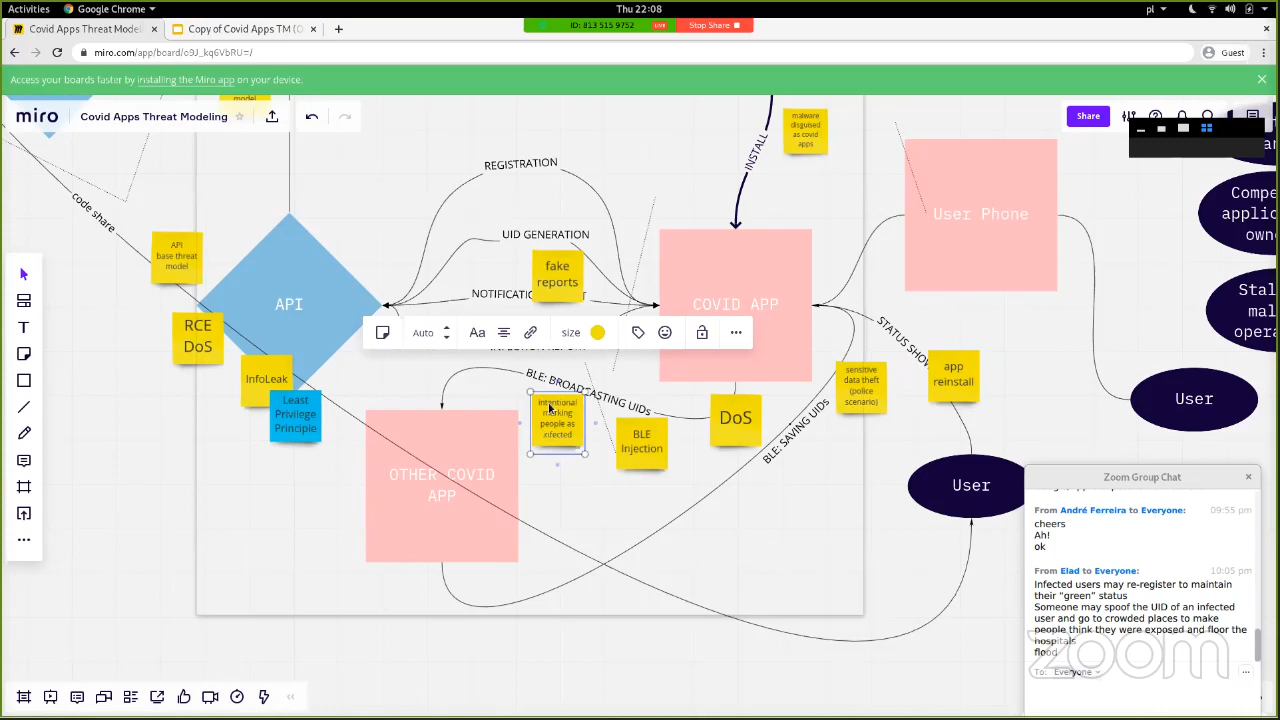 Activities
Google Chrome
Thu 22:08
pl
Covid Apps Threat Model
Copy of Covid Apps TM (O
ID: 813 515 9752
LIVE
Stop Share
miro.com/app/board/o9J_kq6VbRU=/
Guest
Access your boards faster by installing the Miro app on your device.
miro
Covid Apps Threat Modeling
Share
model
malware
disguised
as covid
apps
INSTALL
REGISTRATION
User Phone
code share
UID GENERATION
API
base threat
model
fake
reports
API
NOTIFICATION
COVID APP
RCE
DoS
Auto
Aa
size
STATUS
InfoLeak
BLE: BROADCASTING UIDs
sensitive
data theft
(police
scenario)
app
reinstall
Least
Privilege
Principle
intentional
marking
people as
infected
DoS
BLE
Injection
BLE: SAVING UIDs
User
OTHER COVID
APP
User
Zoom Group Chat
From André Ferreira to Everyone:
09:55 pm
cheers
Ah!
ok
From Elad to Everyone:
10:05 pm
Infected users may re-register to maintain
their "green" status
Someone may spoof the UID of an infected
user and go to crowded places to make
people think they were exposed and floor the
hospitals
flood
To: Everyone
zoom